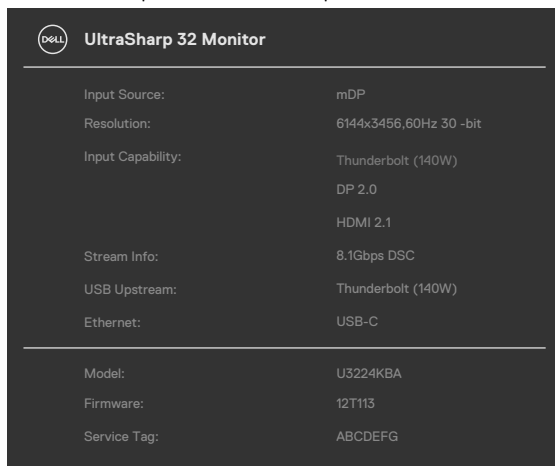 DELL
UltraSharp 32 Monitor
Input Source: mDP
Resolution: 6144x3456,60Hz 30 -bit
Input Capability: Thunderbolt (140W)
DP 2.0
HDMI 2.1
Stream Info: 8.1Gbps DSC
USB Upstream: Thunderbolt (140W)
Ethernet: USB-C
Model: U3224KBA
Firmware: 12T113
Service Tag: ABCDEFG